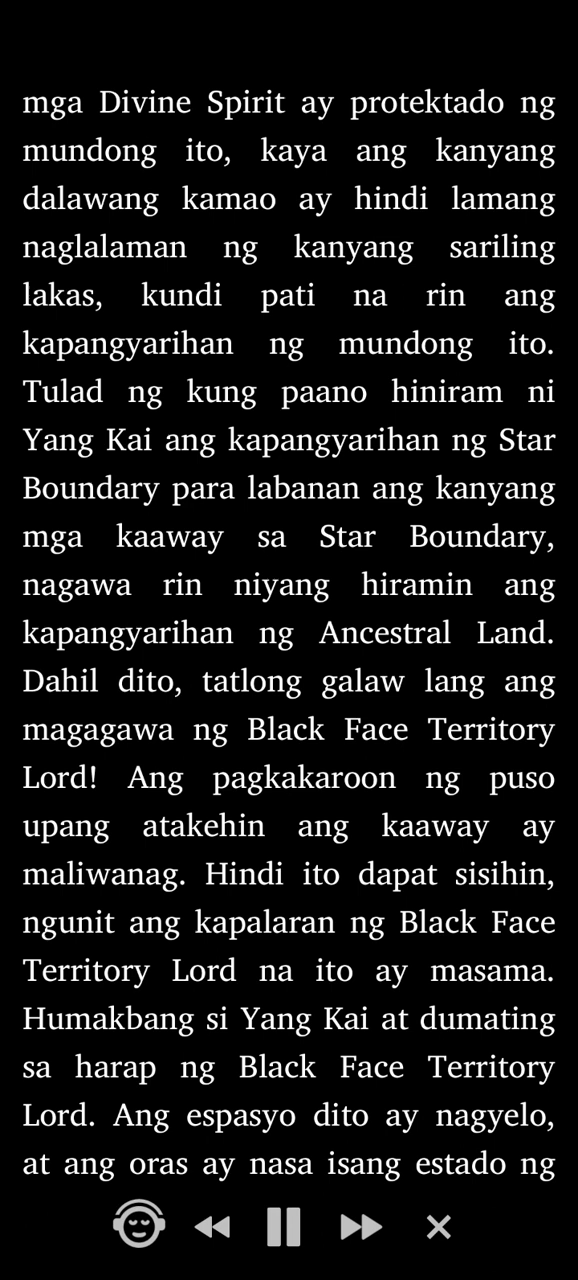 mga Divine Spirit ay protektado ng
mundong ito, kaya ang kanyang
dalawang kamao ay hindi lamang
naglalaman ng kanyang sariling
lakas, kundi pati na rin ang
kapangyarihan ng mundong ito.
Tulad ng kung paano hiniram ni
Yang Kai ang kapangyarihan ng Star
Boundary para labanan ang kanyang
mga kaaway sa Star Boundary,
nagawa rin niyang hiramin ang
kapangyarihan ng Ancestral Land.
Dahil dito, tatlong galaw lang ang
magagawa ng Black Face Territory
Lord! Ang pagkakaroon ng puso
upang atakehin ang kaaway ay
maliwanag. Hindi ito dapat sisihin,
ngunit ang kapalaran ng Black Face
Territory Lord na ito ay masama.
Humakbang si Yang Kai at dumating
sa harap ng Black Face Territory
Lord. Ang espasyo dito ay nagyelo,
at ang oras ay nasa isang estado ng